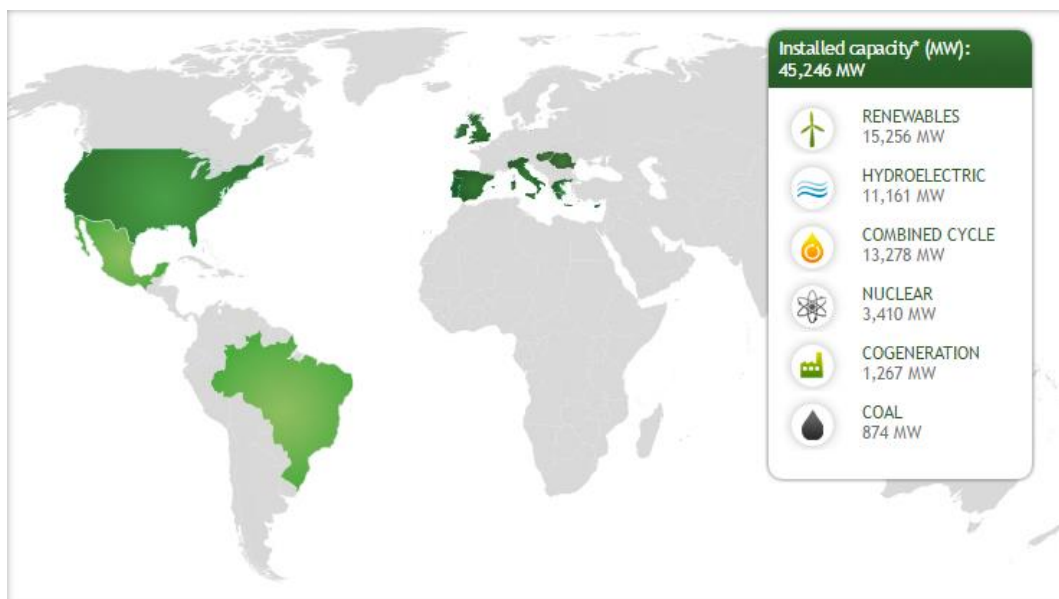 Installed capacity* (MW):
45,246 MW
RENEWABLES
15,256 MW
HYDROELECTRIC
11,161 MW
COMBINED CYCLE
13,278 MW
NUCLEAR
3,410 MW
COGENERATION
1,267 MW
COAL
874 MW